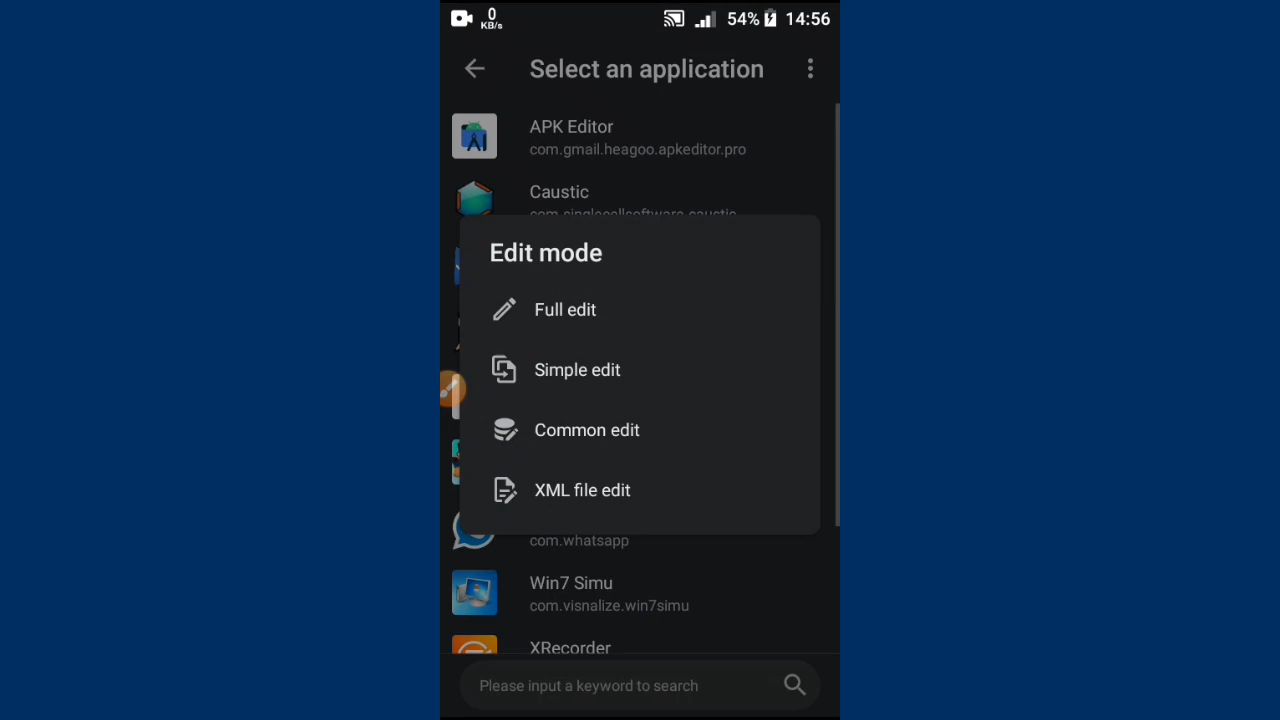 0
KB/s
54%
14:56
Select an application
APK Editor
com.gmail.heagoo.apkeditor.pro
Caustic
com.singlecellsoftware.caustic
Edit mode
Full edit
Simple edit
Common edit
XML file edit
com.whatsapp
Win7 Simu
com.visnalize.win7simu
XRecorder
Please input a keyword to search